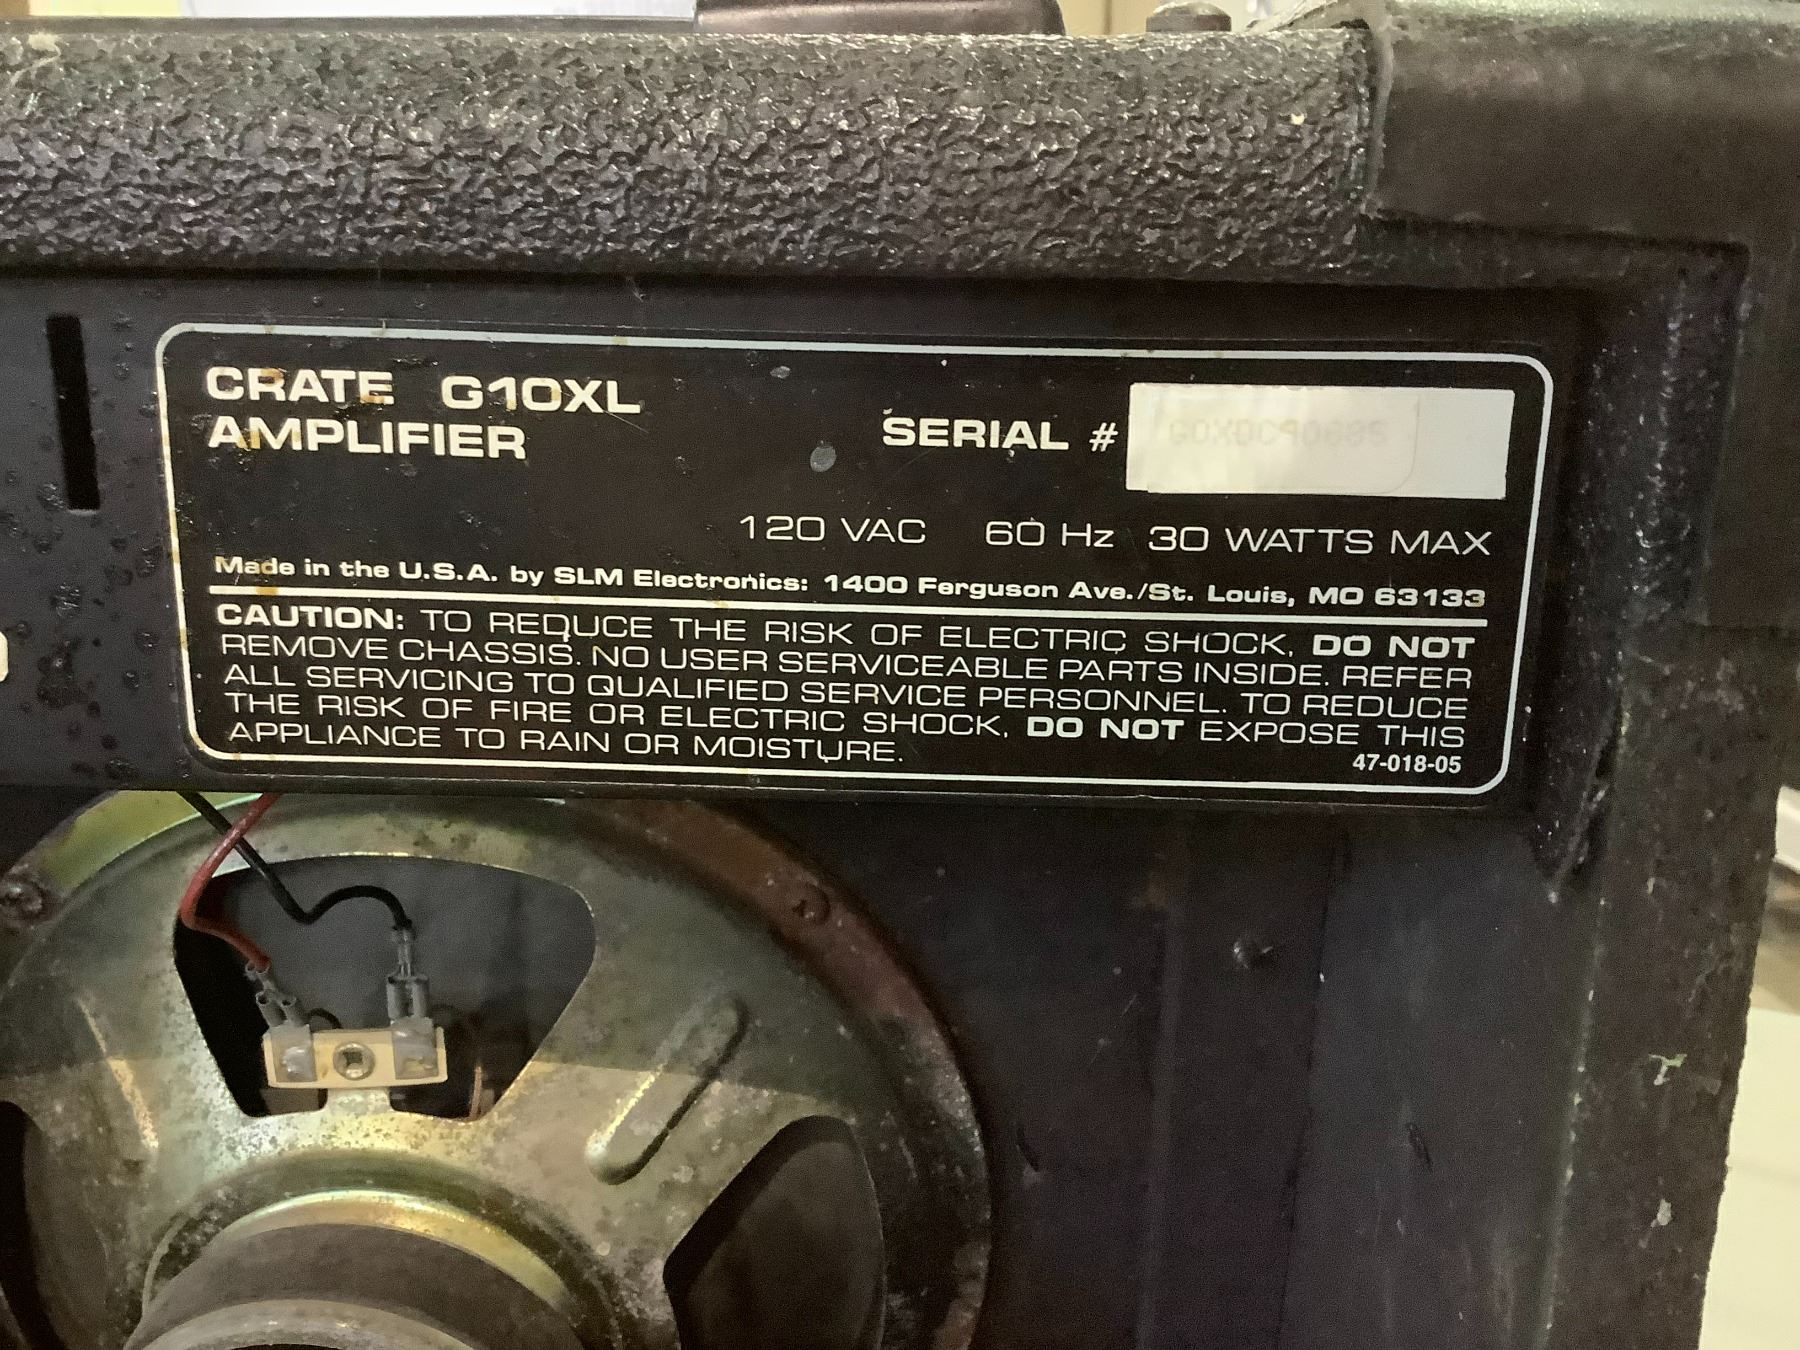 CRATE G10XL
AMPLIFIER
SERIAL #
120 VAC 60 Hz 30 WATTS MAX
Made in the U.S.A. by SLM Electronics: 1400 Ferguson Ave./St. Louis, MO 63133
CAUTION: TO REDUCE THE RISK OF ELECTRIC SHOCK, DO NOT
REMOVE CHASSIS. NO USER SERVICEABLE PARTS INSIDE. REFER
ALL SERVICING TO QUALIFIED SERVICE PERSONNEL. TO REDUCE
THE RISK OF FIRE OR ELECTRIC SHOCK, DO NOT EXPOSE THIS
APPLIANCE TO RAIN OR MOISTURE.
47-018-05